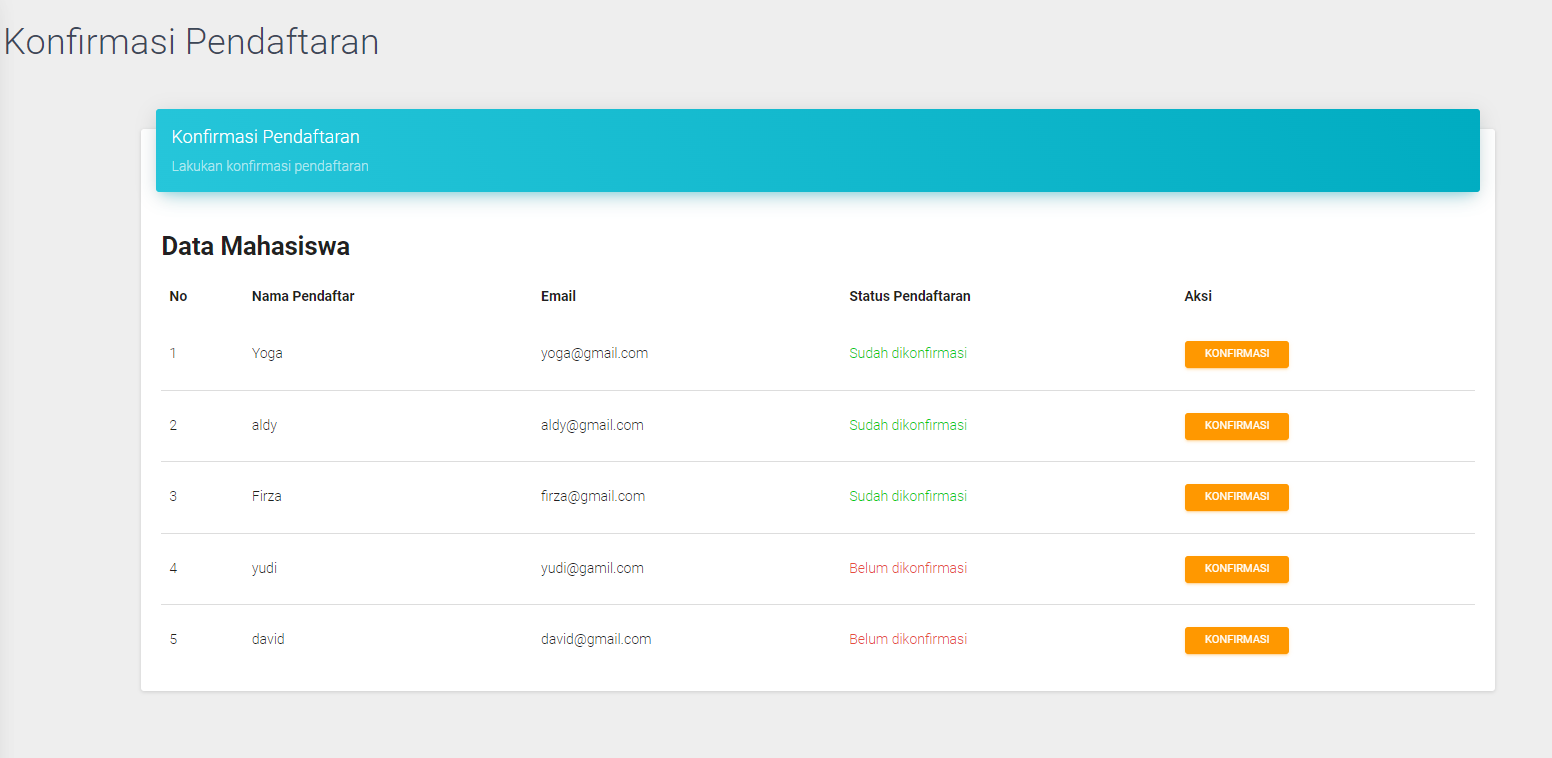 Konfirmasi Pendaftaran
Konfirmasi Pendaftaran
Lakukan konfirmasi pendaftaran
Data Mahasiswa
No Nama Pendaftar Email Status Pendaftaran Aksi
1 Yoga yoga@gmail.com Sudah dikonfirmasi KONFIRMASI
2 aldy aldy@gmail.com Sudah dikonfirmasi KONFIRMASI
3 Firza firza@gmail.com Sudah dikonfirmasi KONFIRMASI
4 yudi yudi@gamil.com Belum dikonfirmasi KONFIRMASI
5 david david@gmail.com Belum dikonfirmasi KONFIRMASI